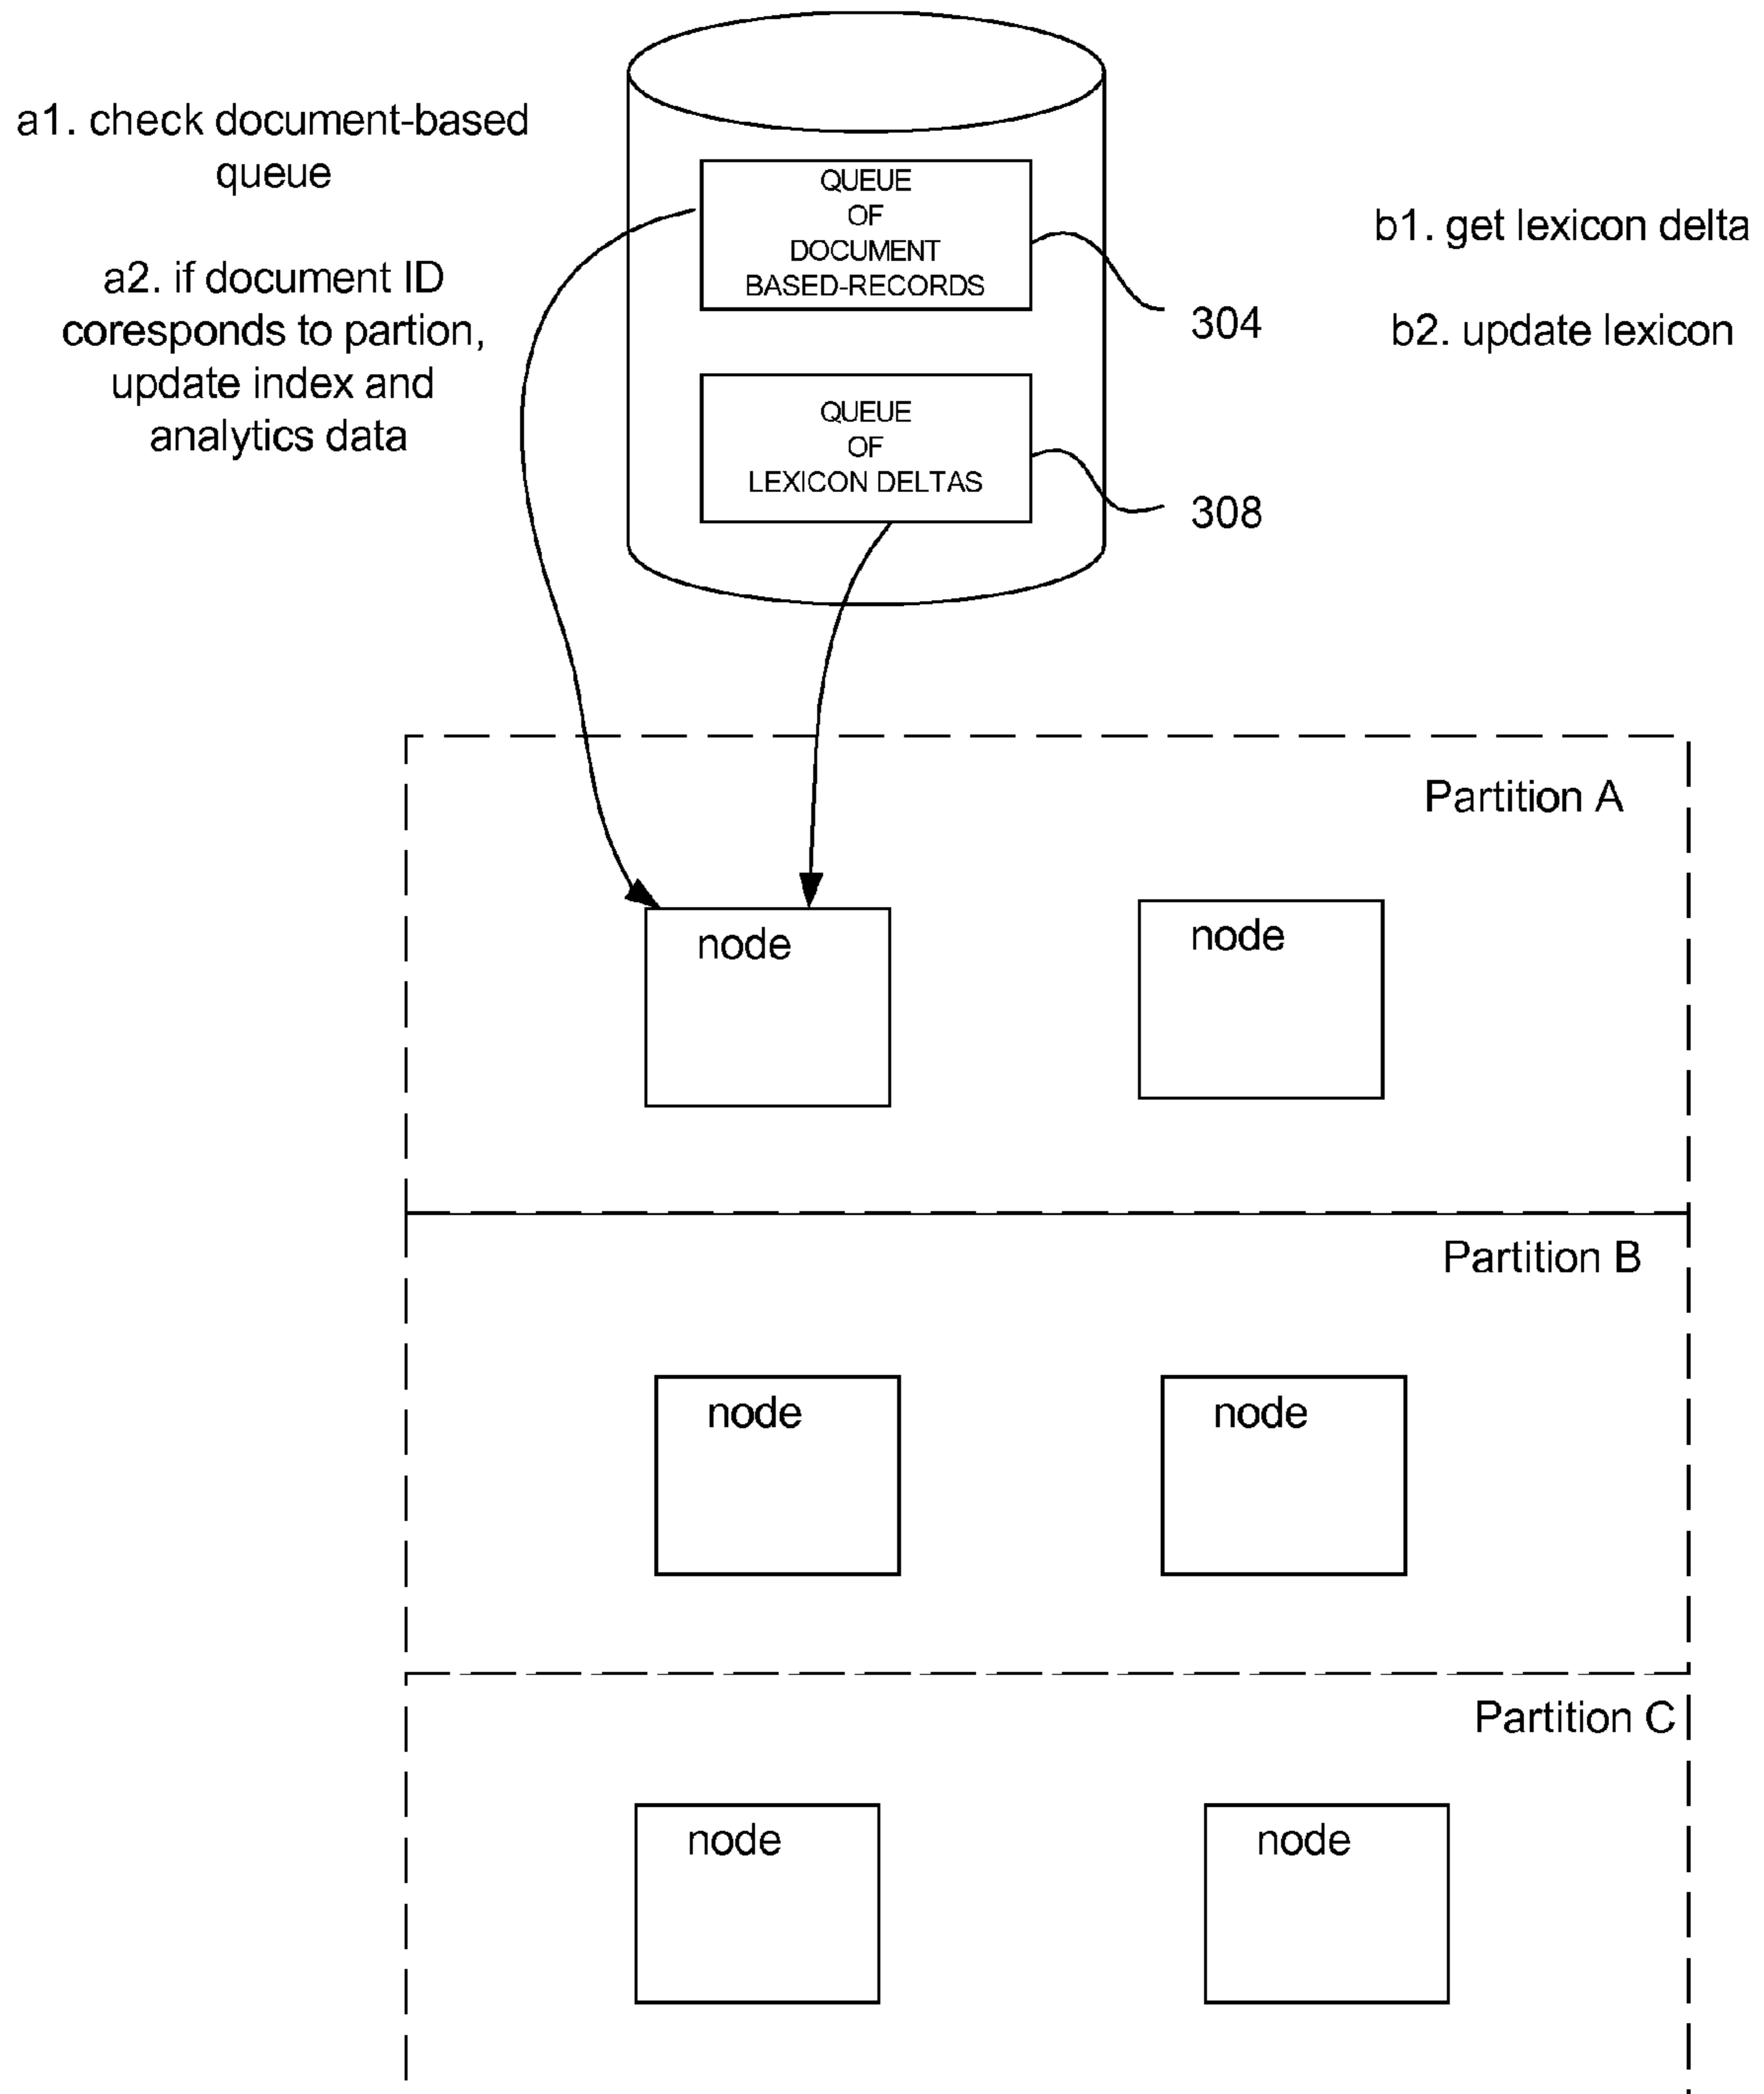 a1. check document-based
queue
a2. if document ID
coresponds to partion,
update index and
analytics data
QUEUE
OF
DOCUMENT
BASED-RECORDS
304
QUEUE
OF
LEXICON DELTAS
308
b1. get lexicon delta
b2. update lexicon
Partition A
node
node
Partition B
node
node
Partition C
node
node